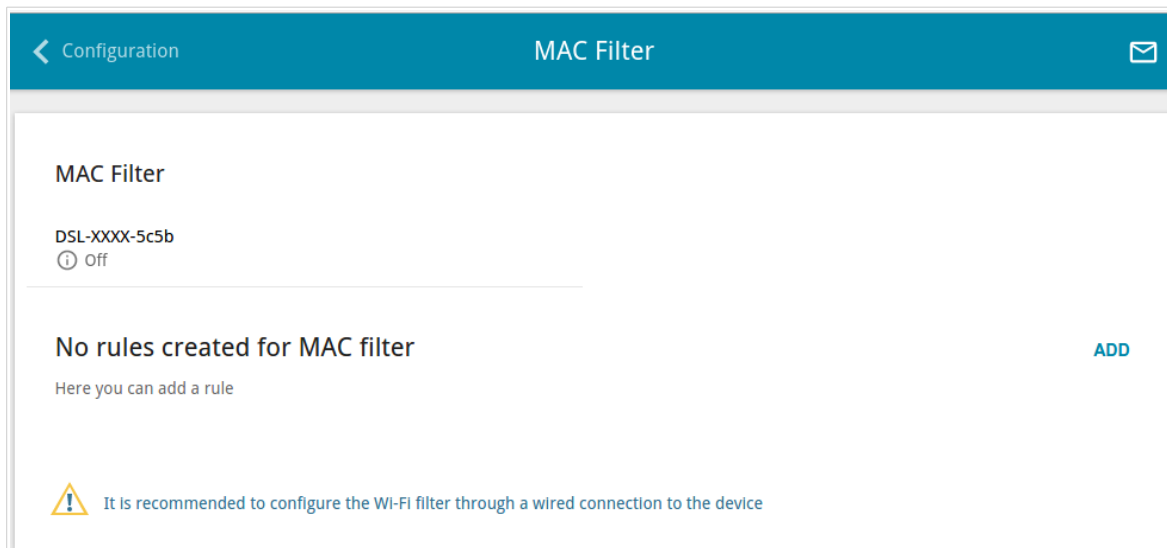 Configuration
MAC Filter
MAC Filter
DSL-XXXX-5c5b
Off
No rules created for MAC filter
ADD
Here you can add a rule
It is recommended to configure the Wi-Fi filter through a wired connection to the device